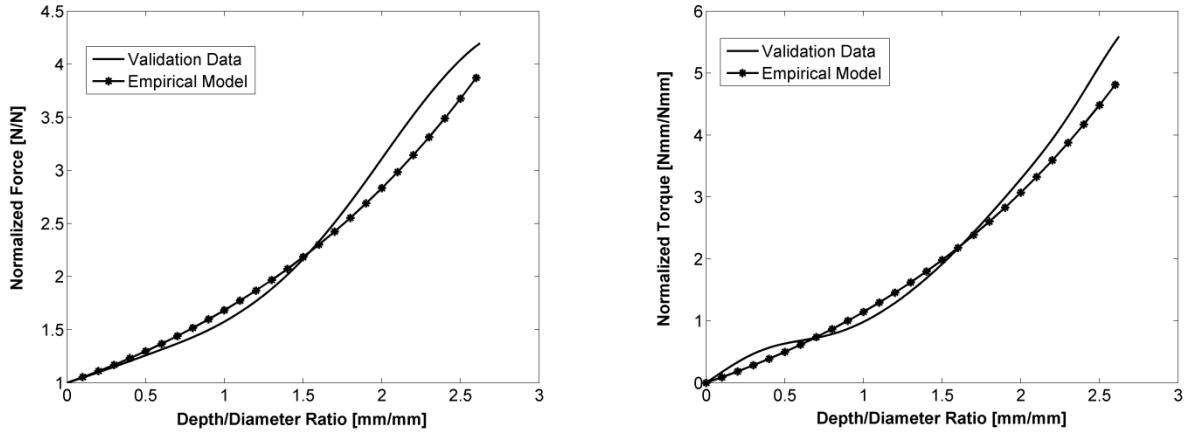 4.5
4
3.5
3
2.5
2
1.5
1
Normalized Force [N/N]
Validation Data
Empirical Model
0 0.5 1 1.5 2 2.5 3
Depth/Diameter Ratio [mm/mm]
6
5
4
3
2
1
0
Normalized Torque [Nmm/Nmm]
Validation Data
Empirical Model
0 0.5 1 1.5 2 2.5 3
Depth/Diameter Ratio [mm/mm]